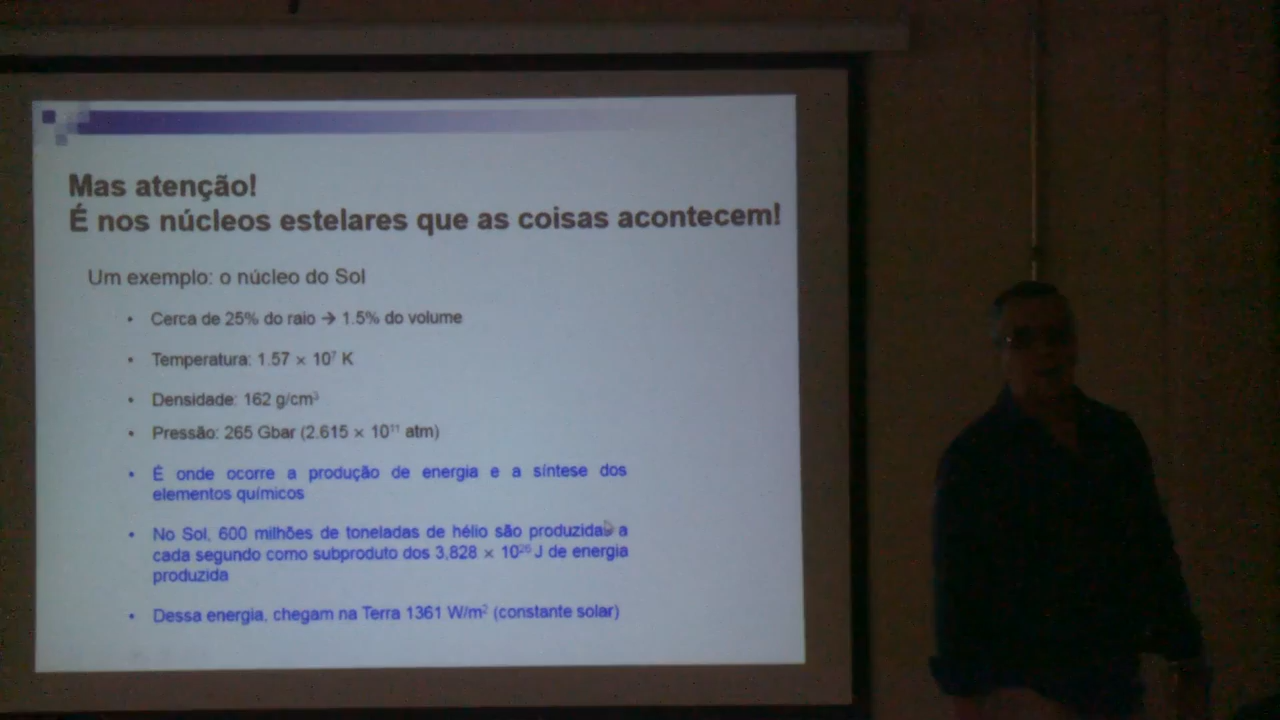 Mas atenção!
É nos núcleos estelares que as coisas acontecem!
Um exemplo: o núcleo do Sol
• Cerca de 25% do raio → 1.5% do volume
• Temperatura: 1.57 × 10⁷ K
• Densidade: 162 g/cm³
• Pressão: 265 Gbar (2.615 × 10¹¹ atm)
• É onde ocorre a produção de energia e a síntese dos
elementos químicos
• No Sol, 600 milhões de toneladas de hélio são produzidas a
cada segundo como subproduto dos 3,828 × 10²⁶ J de energia
produzida
• Dessa energia, chegam na Terra 1361 W/m² (constante solar)